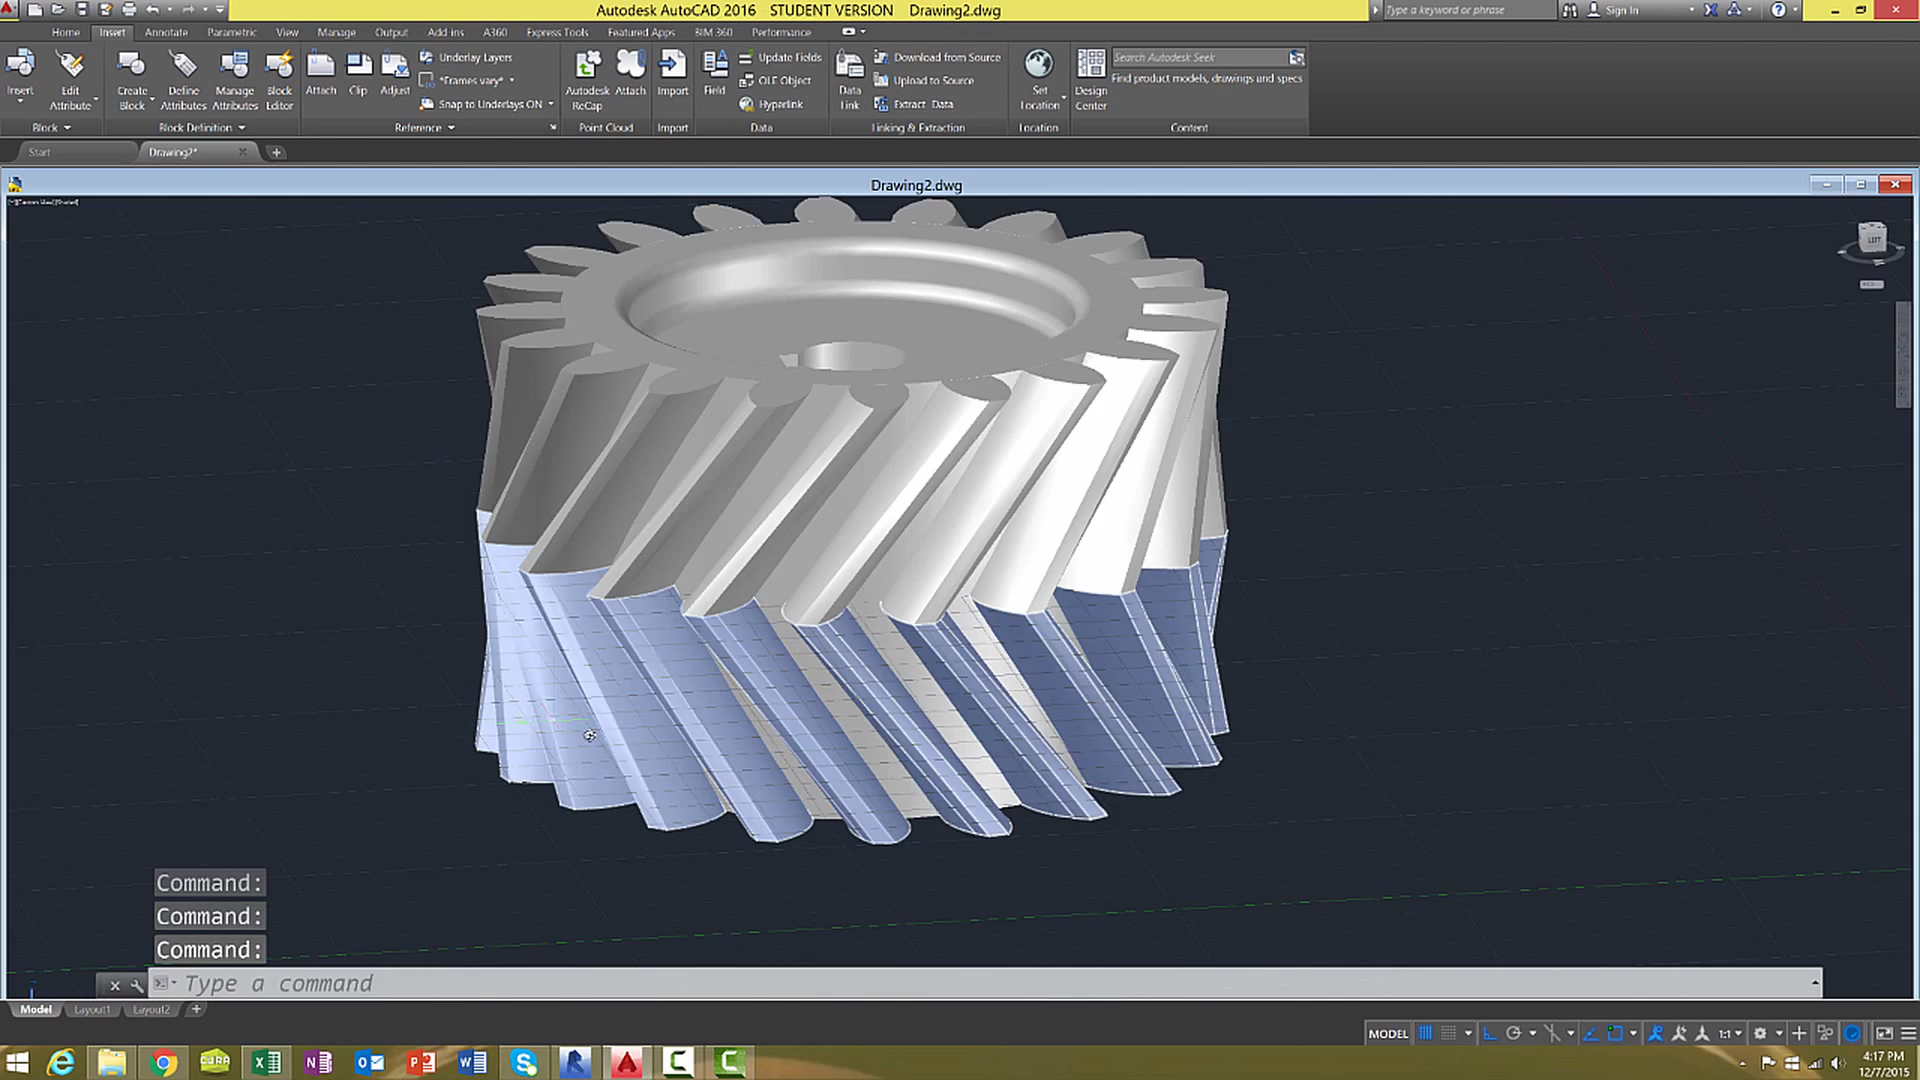 Autodesk AutoCAD 2016 STUDENT VERSION Drawing2.dwg
Type a keyword or phrase
Sign In
Home Insert Annotate Parametric View Manage Output Add-ins A360 Express Tools Featured Apps BIM 360 Performance
Insert
Edit Attribute
Create Block
Define Attributes
Manage Attributes
Block Editor
Attach
Clip
Adjust
Underlay Layers
*Frames vary*
Snap to Underlays ON
Autodesk ReCap
Attach
Import
Field
Update Fields
OLE Object
Hyperlink
Data Link
Download from Source
Upload to Source
Extract Data
Set Location
Design Center
Search Autodesk Seek
Find product models, drawings and specs
Block
Block Definition
Reference
Point Cloud
Import
Data
Linking & Extraction
Location
Content
Start
Drawing2*
Drawing2.dwg
LEFT
Command:
Command:
Command:
Type a command
Model Layout1 Layout2
MODEL
1:1
CURA
4:17 PM
12/7/2015